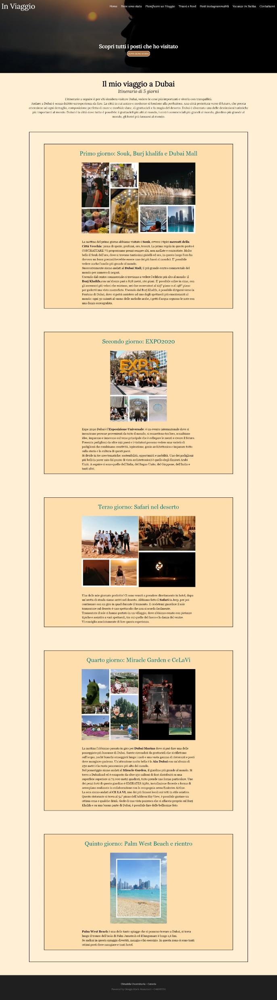 In Viaggio
Home Dove sono stata Pianificare un Viaggio Travel e Food Posti instagrammabili Vacanze in Sicilia Contattami
Scopri tutti i posti che ho visitato
DOVE SONO STATA
Il mio viaggio a Dubai
Itinerario di 5 giorni
L'itinerario a seguire è per chi desidera visitare Dubai, vedere le cose più importanti e viverla con tranquillità.
Andare a Dubai è senza dubbio un'esperienza da fare. La città in cui antico e moderno si fondono alla perfezione, una città proiettata verso il futuro, che presta
attenzione ad ogni dettaglio, composizione perfetta di mare e morbide dune, di grattacieli e la magia del deserto. Dubai è diventata una delle destinzioni turistiche
più importanti al mondo. Dubai è la città dove tutto è possibile: i grattacieli più alti al mondo, i centri commerciali più grandi al mondo, giardino più grande al
mondo, gli hotel più lussuosi al mondo.
Primo giorno: Souk, Burj khalifa e Dubai Mall
La mattina del primo giorno abbiamo visitato i Souk, ovvero i tipici mercati della
Città Vecchia: piena di spezie, profumi, oro, tessuti. La prima regola in questo posto è
CONTRATTARE! Vi proporranno prezzi sempre alti, non mollate e contrattate. Molto
bello il Souk dell'oro, dove si trovano tantissimi gioielli ed oro, in questo luogo l'oro ha
davvero un buon prezzo(dovrebbe essere uno dei più bassi al mondo). E' possibile
vedere anche l'anello più grande al mondo.
Successivamente siamo andati al Dubai Mall, il più grande centro commerciale del
mondo per numero di negozi.
Uscendo dal centro commerciale ci troviamo a vedere l'edificio più alto al mondo: il
Burj Khalifa,con un'altezza pari a 828 metri, 160 piani. E' possibile salire in cima, con
gli ascensori più veloci che esistano, nei due osservatori al 125° piano o al 148° piano
per godervi una vista mozzafiato. Uscendo dal Burj Khalifa, è possibile dirigersi verso la
Fontana di Dubai, dove si potrà assistere ad uno degli spettacoli più emozionanti al
mondo: ogni 30 minuti al suono delle melodie arabe, i getti d'acqua seguono le note con
una danza coreografata.
Secondo giorno: EXPO2020
EXPO
2020
Expo 2020 Dubai è l'Esposizione Universale: è un evento internazionale dove si
incontrano persone provenienti da tutto il mondo, si connettono tra loro, scambiano
idee, imparano e innovano sul tema principale che è collegare le menti e creare il futuro.
Presenta padiglioni da oltre 192 paesi e i visitatori possono vedere una varietà di
padiglioni che combinano creatività, ispirazione, genio architettonico e imparare tutto
sulla storia e la cultura di questi paesi.
Si divide in tre aree tematiche: sostenibilità, opportunità e mobilità. Uno dei padiglioni
più belli (a parer mio dal punto di vista architettonico) è quello degli Emirati Arabi
Uniti. A seguire ci sono quello dell'Italia, del Regno Unito, del Giappone, dell'India e
tanti altri.
Terzo giorno: Safari nel deserto
Una delle mie giornate preferite! Ci sono venuti a prendere direttamente in hotel, dopo
un'oretta di strada siamo arrivi nel deserto. Abbiamo fatto il Safari in Jeep, per poi
continuare con un giro in quad durante il tramonto. E credetemi guardare il sole
tramontare sul deserto è uno spettacolo che non si scorda facilmente.
Tramontato il sole ci hanno portato in un villaggio, dove abbiamo cenato con pietanze
tipiche e assistito a vari spettacoli, tra cui quello del fuoco e la danza del ventre.
Vi consiglio assolutamente di fare questa esperienza.
Quarto giorno: Miracle Garden e CeLaVi
Emirates
La mattina l'abbiamo passata in giro per Dubai Marina dove si può fare una delle
passeggiate più lussuose di Dubai. Sarete circondati da grattacieli che si riflettono
sull'acqua, yacht bianchi ormeggiati lungo i moli e una vasta gamma di ristoranti e posti
dove mangiare qualcosa. Un'attrazione molto bella è la Ain Dubai con un'altezza di
250 metri è la ruota panoramica più alta del mondo.
Nel pomeriggio siamo andati al Miracle Garden, il giardino più grande al mondo. Si
trova a Dubailand ed è composto da oltre 150 milioni di fiori distribuiti su una
superficie superiore ai 72.000 metri quadrati, tutto prende una forma particolare. Uno
dei pezzi forti di questo giardino è EMIRATES A380, installazione floreale a forma di
aereoplano realizzata in collaborazione con la compagnia aerea Emirates Airline.
La sera siamo andati al CE LA VI, uno dei più famosi locali sui tetti in stile asiatico.
Questo ristorante si trova al 54° piano dell'Address Sky View, è possibile gustare un
ottima cena e qualche drink. Gode di una vista pazzesca che si affaccia proprio sul Burj
Khalifa e su una buona parte di Dubai, è possibile fare delle bellissime foto.
Quinto giorno: Palm West Beach e rientro
Palm West Beach è una delle tante spiagge che si possono trovare a Dubai, si trova
lungo il tronco dell'isola di Palm Jumeirah ed il lungomare è lungo 1,6 km.
Se andrai in questa spiaggia divertiti, mangia e fai esercizio. In questa zona ci sono tanti
ottimi posti dove mangiare e tanti hotel.
Cittadella Unversituria - Catania
Powered by Giorgia Maria Musumeci - O46002214